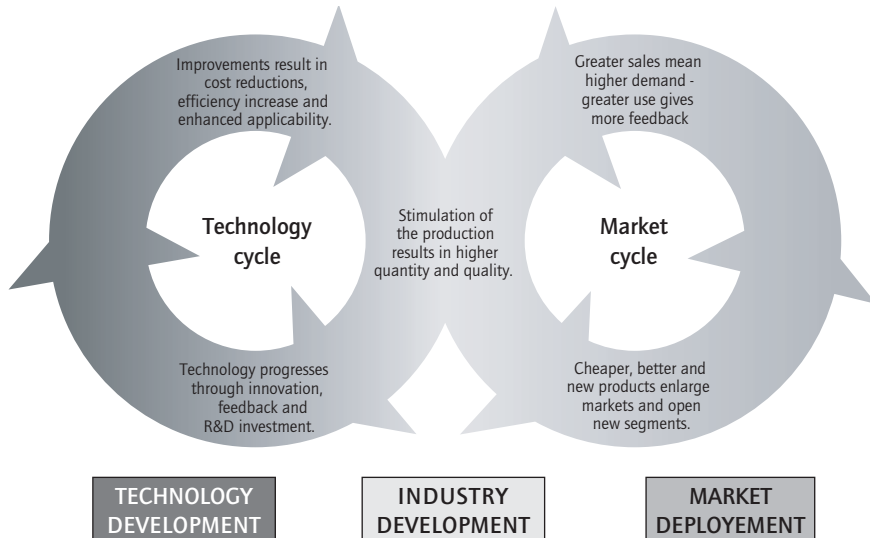 Improvements result in
cost reductions,
efficiency increase and
enhanced applicability.
Greater sales mean
higher demand -
greater use gives
more feedback
Technology
cycle
Stimulation of
the production
results in higher
quantity and quality.
Market
cycle
Technology progresses
through innovation,
feedback and
R&D investment.
Cheaper, better and
new products enlarge
markets and open
new segments.
TECHNOLOGY
DEVELOPMENT
INDUSTRY
DEVELOPMENT
MARKET
DEPLOYEMENT